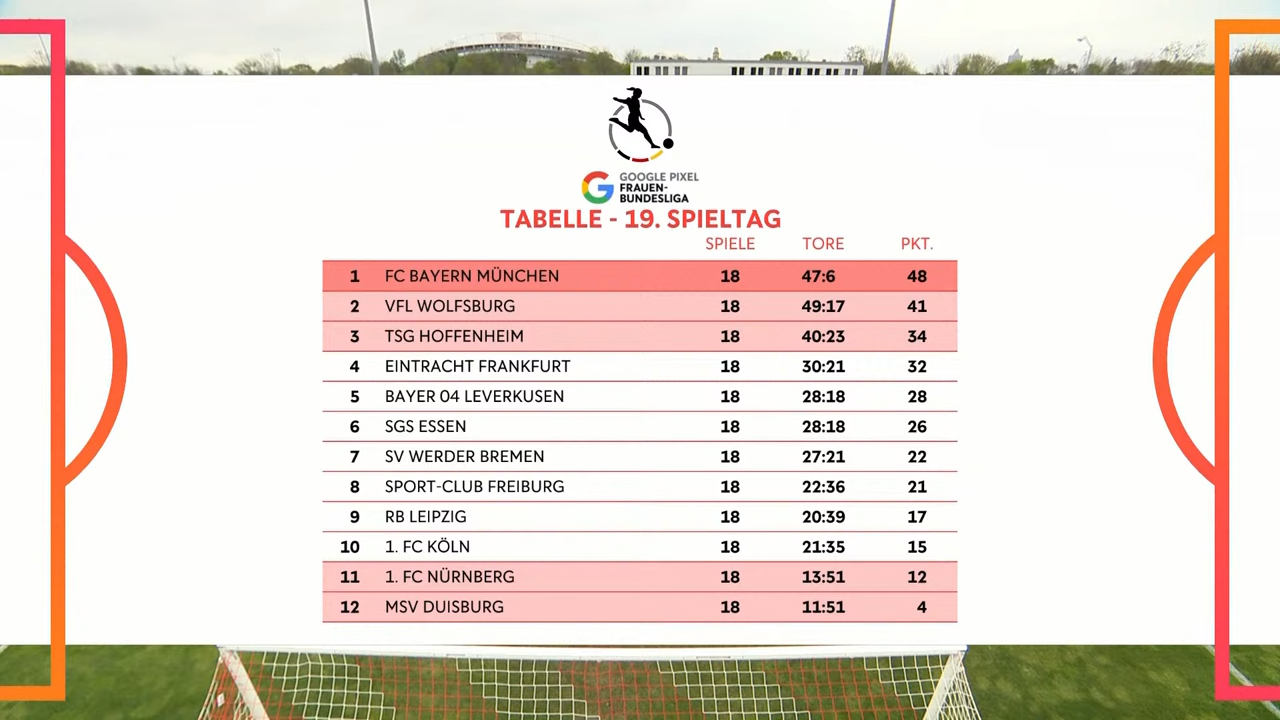 GOOGLE PIXEL
FRAUEN-
BUNDESLIGA
TABELLE - 19. SPIELTAG
SPIELE TORE PKT.
1 FC BAYERN MÜNCHEN 18 47:6 48
2 VFL WOLFSBURG 18 49:17 41
3 TSG HOFFENHEIM 18 40:23 34
4 EINTRACHT FRANKFURT 18 30:21 32
5 BAYER 04 LEVERKUSEN 18 28:18 28
6 SGS ESSEN 18 28:18 26
7 SV WERDER BREMEN 18 27:21 22
8 SPORT-CLUB FREIBURG 18 22:36 21
9 RB LEIPZIG 18 20:39 17
10 1. FC KÖLN 18 21:35 15
11 1. FC NÜRNBERG 18 13:51 12
12 MSV DUISBURG 18 11:51 4